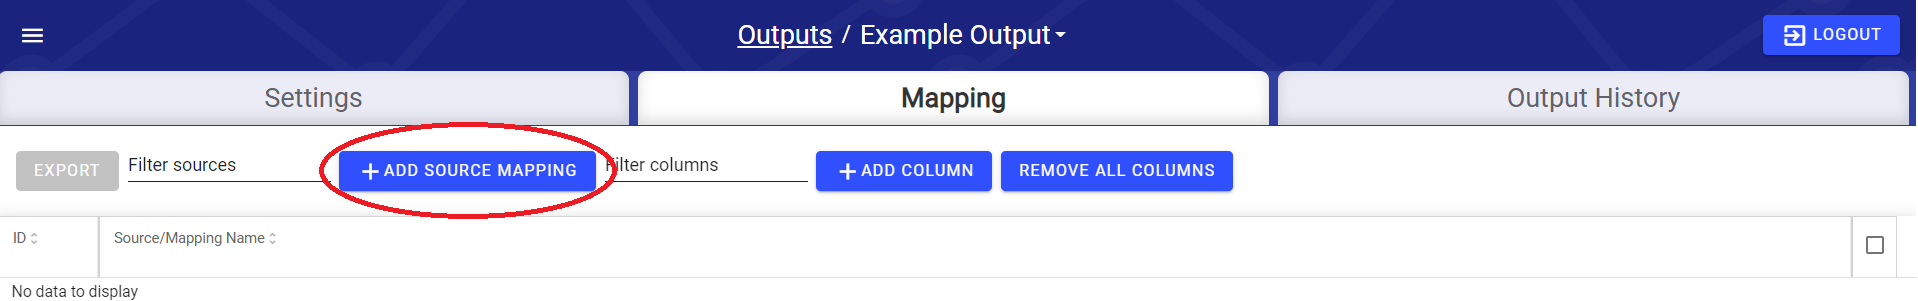 Outputs / Example Output
LOGOUT
Settings
Mapping
Output History
EXPORT
Filter sources
+ADD SOURCE MAPPING
Filter columns
+ADD COLUMN
REMOVE ALL COLUMNS
ID
Source/Mapping Name
No data to display